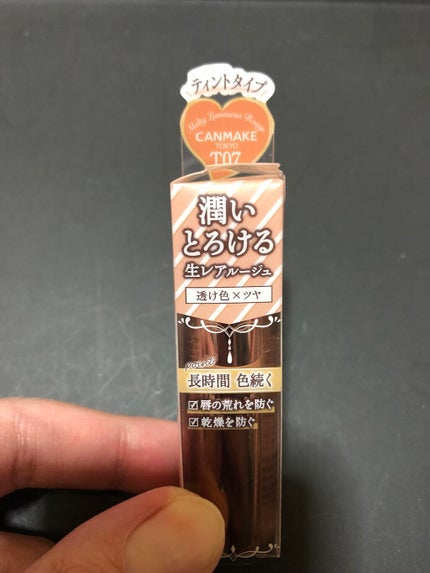 ティントタイプ
Melty Luminous Rouge
CANMAKE
TOKYO
T07
潤い
とろける
生レアルージュ
透け色×ツヤ
point
長時間 色続く
唇の荒れを防ぐ
乾燥を防ぐ